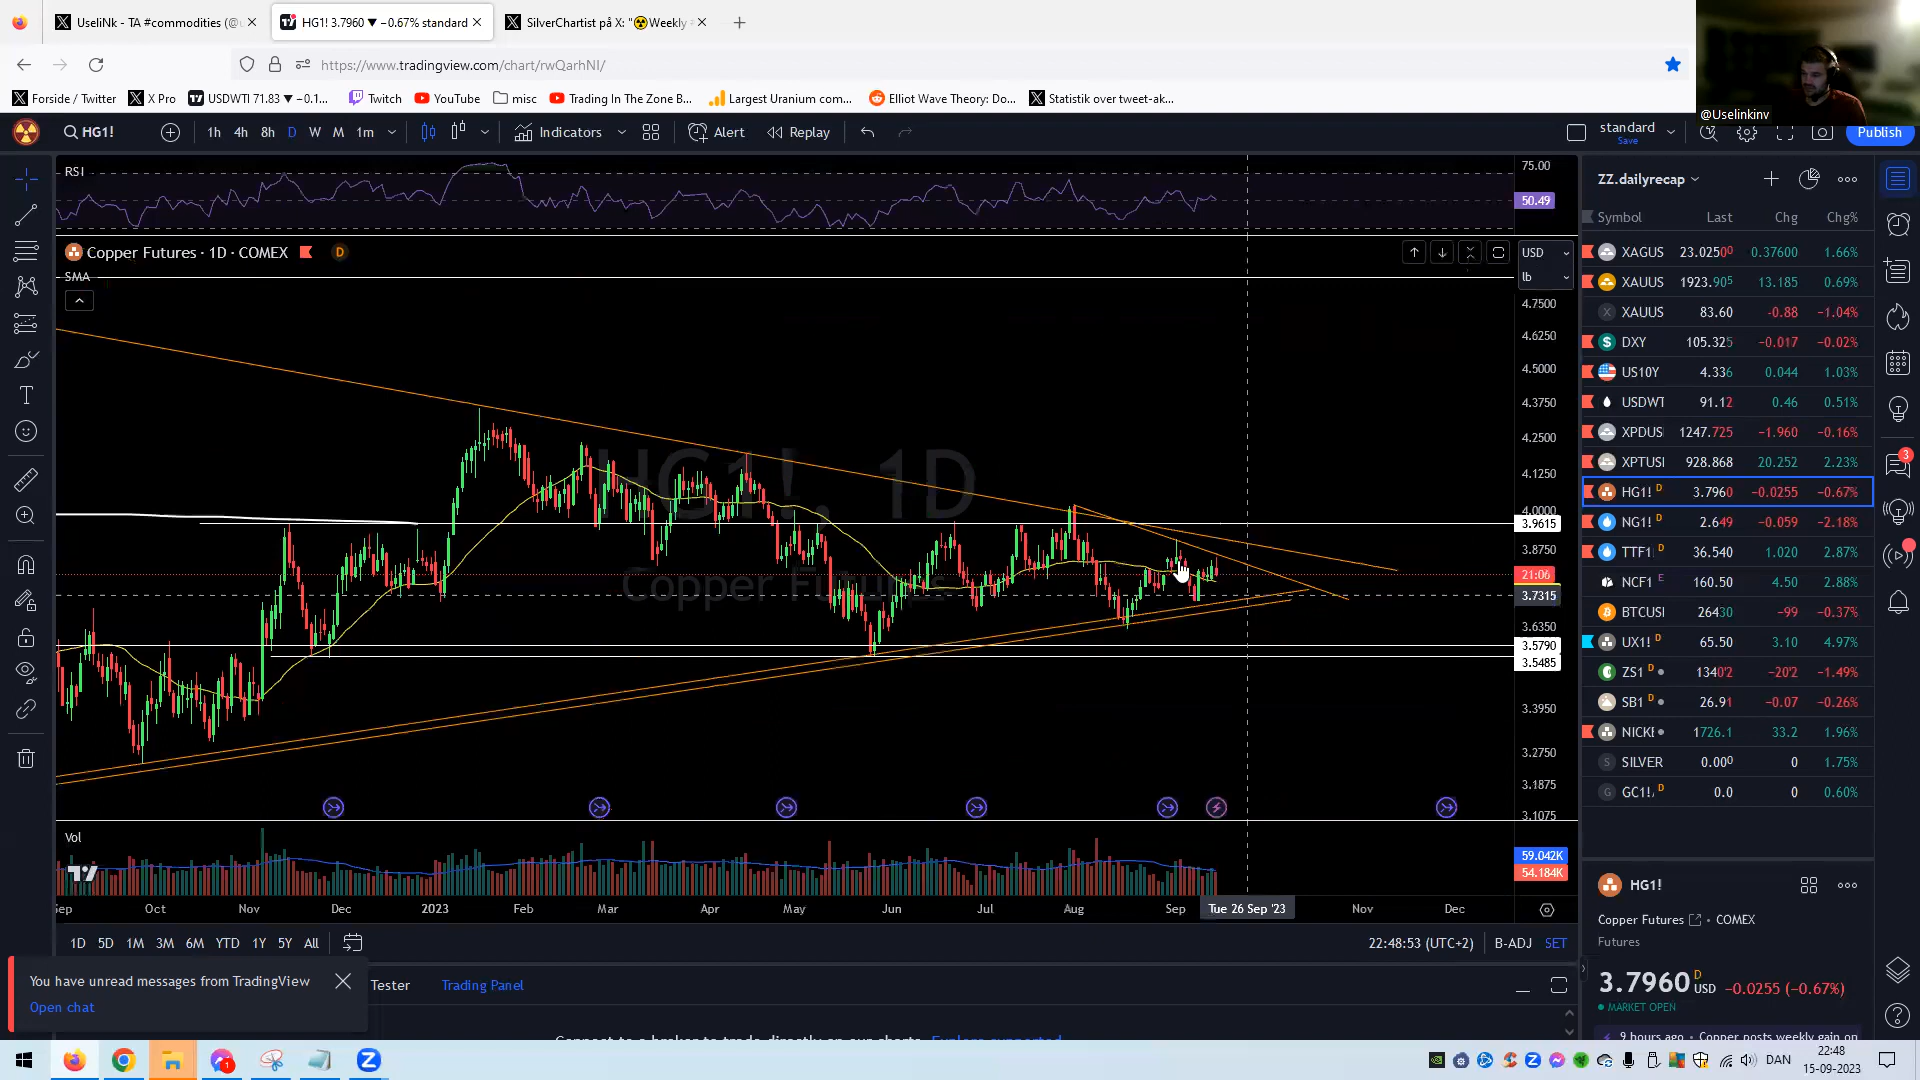 UseliNk - TA #commodities (@u
HG1! 3.7960 ▼ −0.67% standard
SilverChartist på X: "☢Weekly
https://www.tradingview.com/chart/rwQarhNI/
Forside / Twitter
X Pro
USDWTI 71.83 ▼ −0.1...
Twitch
YouTube
misc
Trading In The Zone B...
Largest Uranium com...
Elliot Wave Theory: Do...
Statistik over tweet-ak...
@Uselinkinv
HG1!
1h 4h 8h D W M 1m
Indicators
Alert
Replay
standard
Save
Publish
RSI
75.00
50.49
Copper Futures · 1D · COMEX
D
SMA
USD
lb
HG1!, 1D
Copper Futures
4.7500
4.6250
4.5000
4.3750
4.2500
4.1250
4.0000
3.9615
3.8750
21:06
3.7315
3.6350
3.5790
3.5485
3.3950
3.2750
3.1875
3.1075
Vol
59.042K
54.184K
Sep Oct Nov Dec 2023 Feb Mar Apr May Jun Jul Aug Sep Tue 26 Sep '23 Nov Dec
1D 5D 1M 3M 6M YTD 1Y 5Y All
22:48:53 (UTC+2)
B-ADJ
SET
You have unread messages from TradingView
Open chat
Tester
Trading Panel
ZZ.dailyrecap
Symbol Last Chg Chg%
XAGUS 23.0250⁰ 0.37600 1.66%
XAUUS 1923.90⁵ 13.185 0.69%
XAUUS 83.60 −0.88 −1.04%
DXY 105.325 −0.017 −0.02%
US10Y 4.336 0.044 1.03%
USDWT 91.12 0.46 0.51%
XPDUS 1247.725 −1.960 −0.16%
XPTUSI 928.868 20.252 2.23%
HG1! D 3.7960 −0.0255 −0.67%
NG1! D 2.649 −0.059 −2.18%
TTF1 D 36.540 1.020 2.87%
NCF1 E 160.50 4.50 2.88%
BTCUSI 26430 −99 −0.37%
UX1! D 65.50 3.10 4.97%
ZS1 D 1340'2 −20'2 −1.49%
SB1 D 26.91 −0.07 −0.26%
NICKE 1726.1 33.2 1.96%
SILVER 0.00⁰ 0 1.75%
GC1!/ D 0.0 0 0.60%
3
HG1!
Copper Futures · COMEX
Futures
3.7960 D USD −0.0255 (−0.67%)
MARKET OPEN
9 hours ago · Copper posts weekly gain on
DAN
22:48
15-09-2023